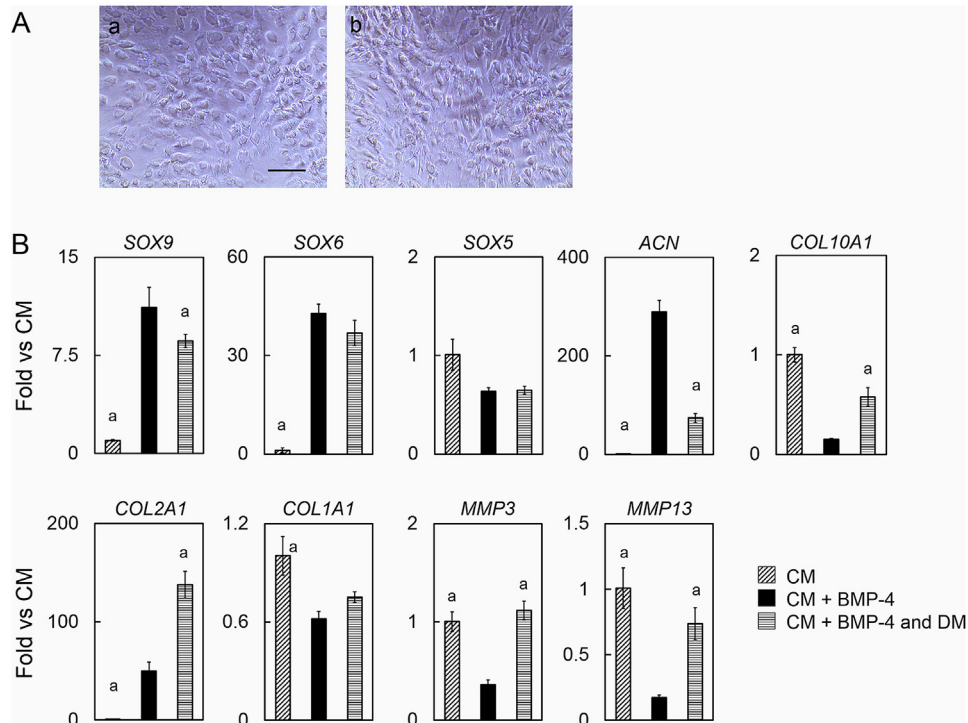 A
a
b
B
SOX9
SOX6
SOX5
ACN
COL10A1
Fold vs CM
15
7.5
0
a
a
60
30
0
a
2
1
0
400
200
0
a
a
2
1
0
a
a
COL2A1
COL1A1
MMP3
MMP13
Fold vs CM
200
100
0
a
a
1.2
0.6
0
a
2
1
0
a
a
1.5
1
0.5
0
a
a
CM
CM + BMP-4
CM + BMP-4 and DM